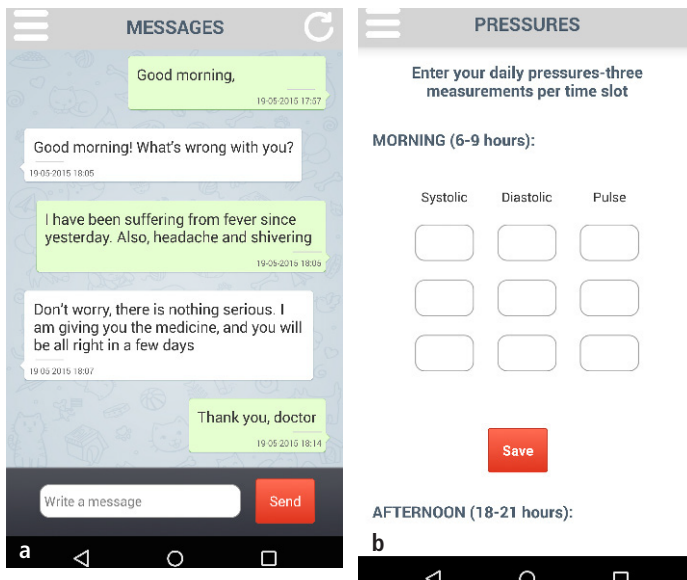 MESSAGES
Good morning,
19-05-2015 17:57
Good morning! What's wrong with you?
19-05-2015 18:05
I have been suffering from fever since
yesterday. Also, headache and shivering
19-05-2015 18:06
Don't worry, there is nothing serious. I
am giving you the medicine, and you will
be all right in a few days
19 05 2015 18:07
Thank you, doctor
19-05 2015 18:14
Write a message
Send
a
PRESSURES
Enter your daily pressures-three
measurements per time slot
MORNING (6-9 hours):
Systolic Diastolic Pulse
Save
AFTERNOON (18-21 hours):
b